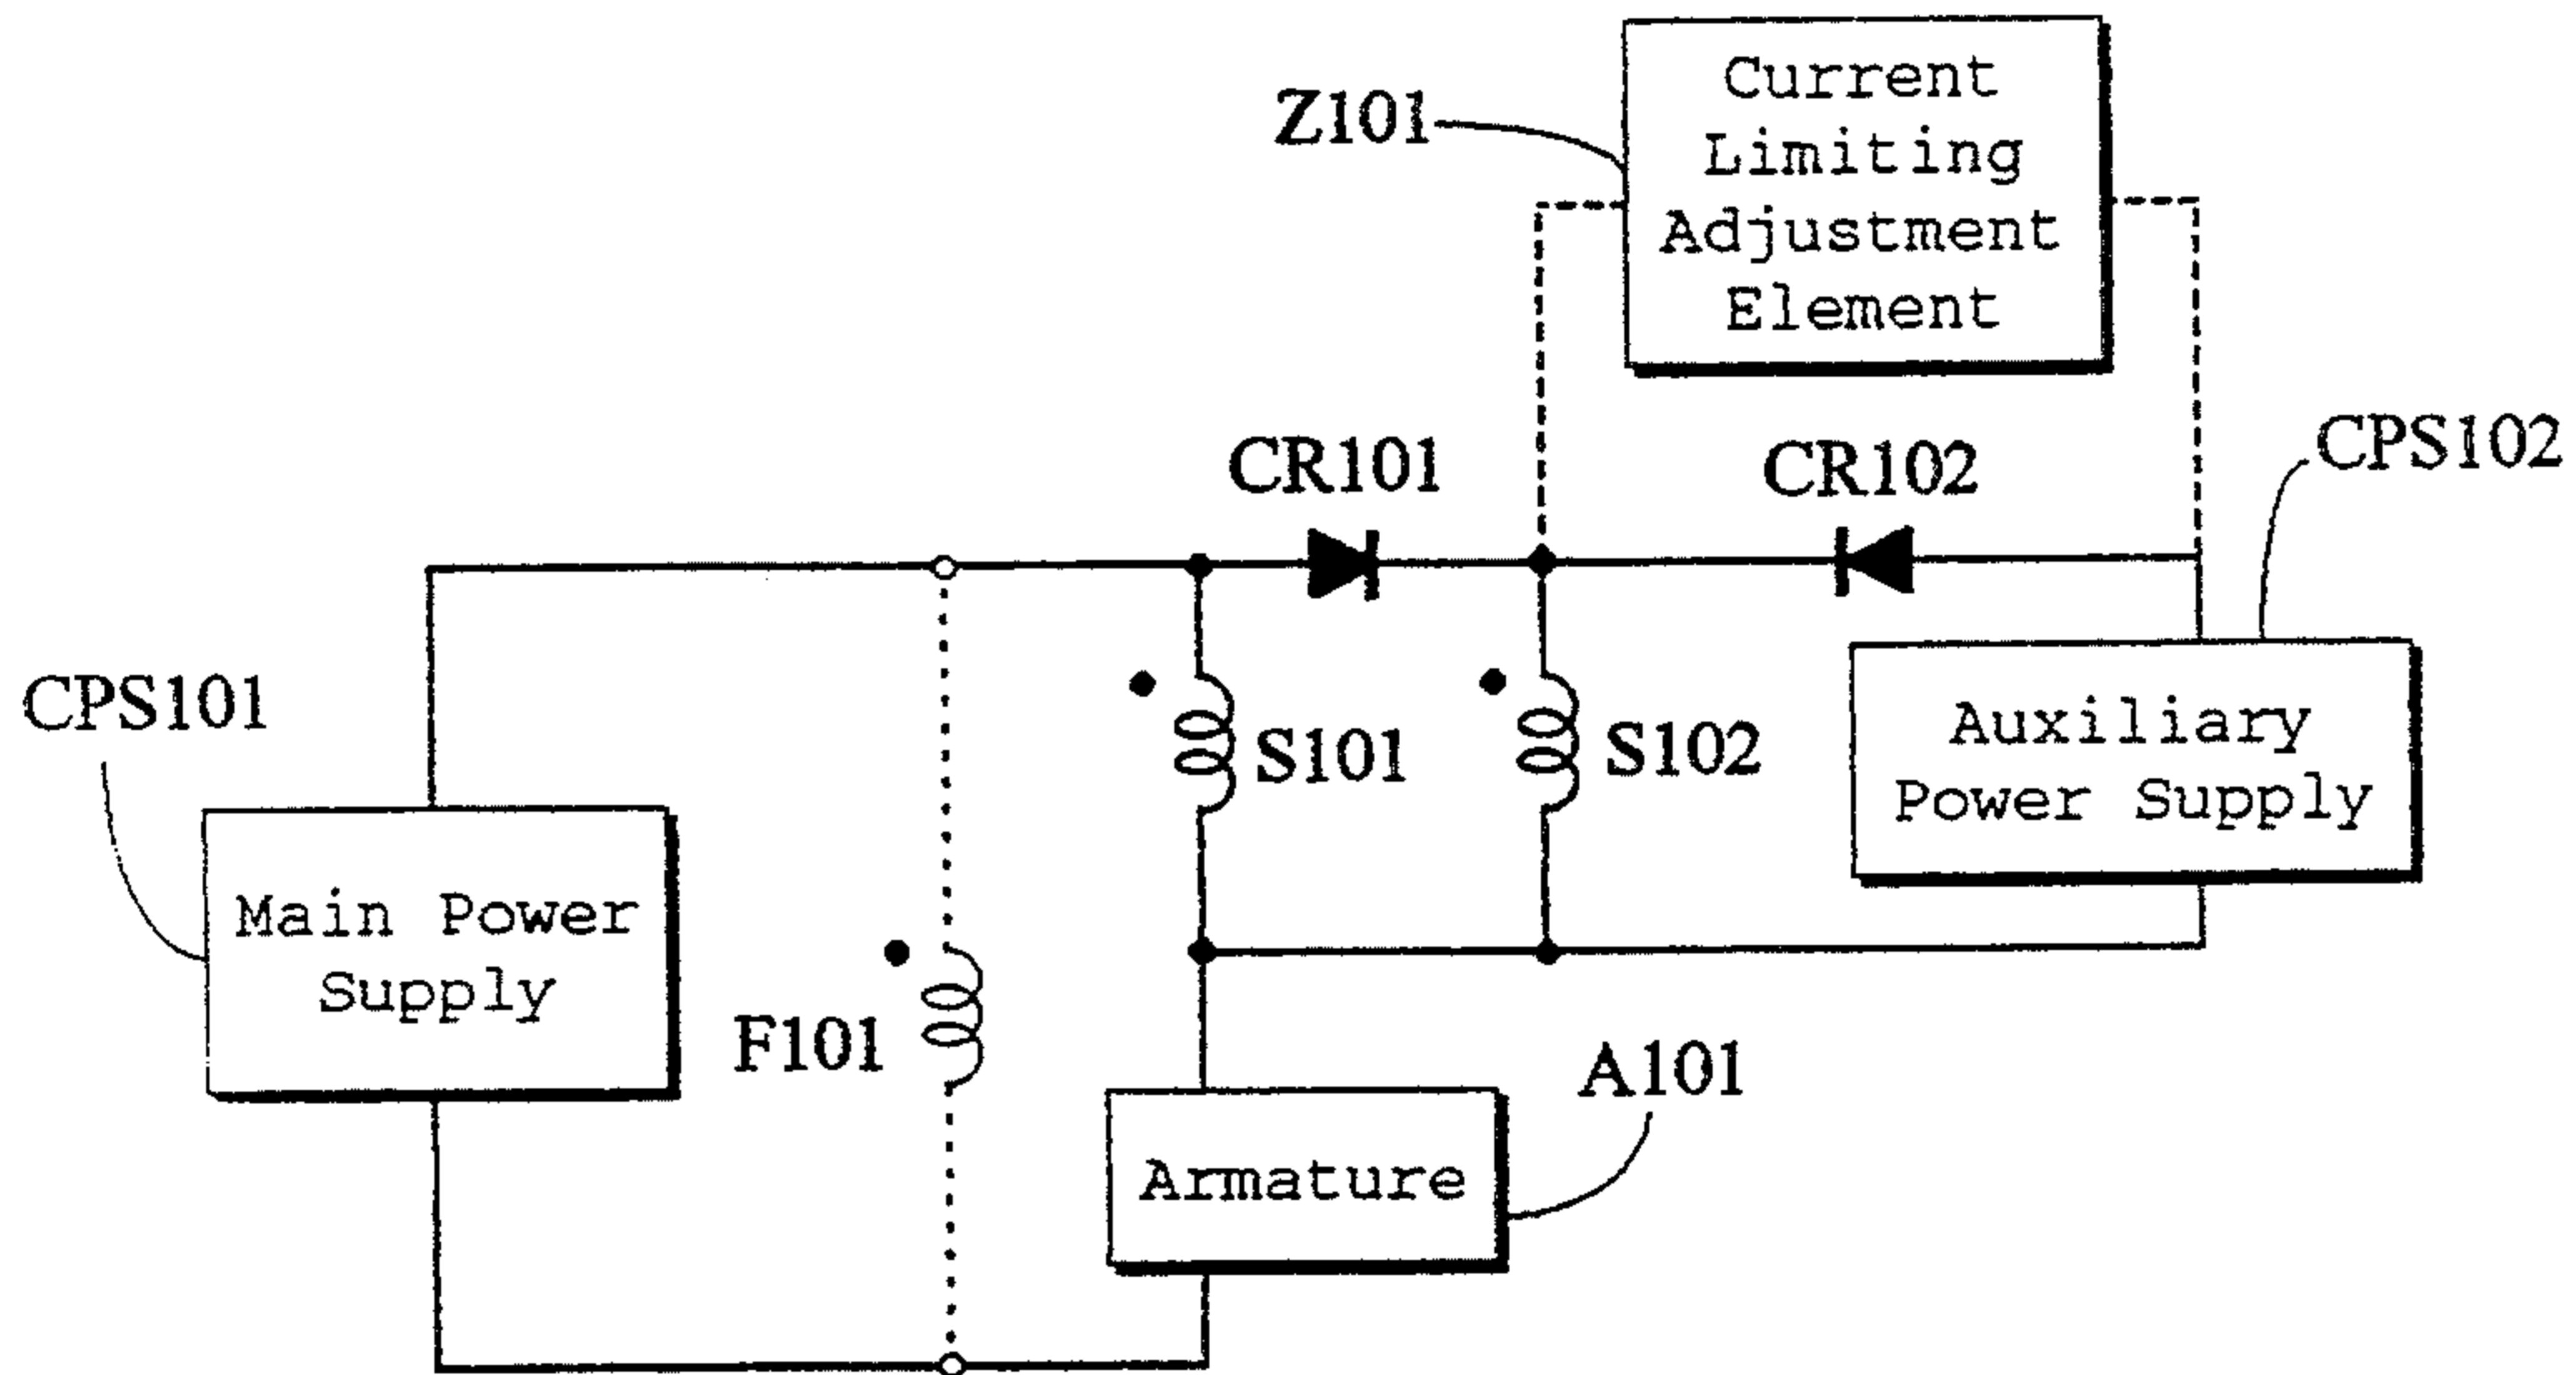 Current
Limiting
Adjustment
Element
Z101
CR101
CR102
CPS102
CPS101
S101
S102
Auxiliary
Power Supply
Main Power
Supply
F101
A101
Armature